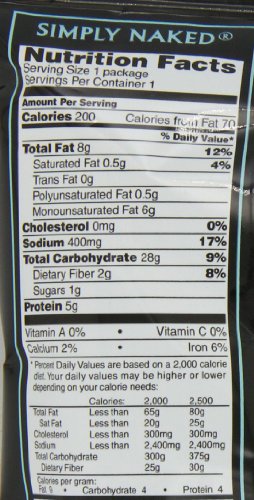 SIMPLY NAKED®
Nutrition Facts
Serving Size 1 package
Servings Per Container 1
Amount Per Serving
Calories 200 Calories from Fat 70
% Daily Value*
Total Fat 8g 12%
Saturated Fat 0.5g 4%
Trans Fat 0g
Polyunsaturated Fat 0.5g
Monounsaturated Fat 6g
Cholesterol 0mg 0%
Sodium 400mg 17%
Total Carbohydrate 28g 9%
Dietary Fiber 2g 8%
Sugars 1g
Protein 5g
Vitamin A 0% • Vitamin C 0%
Calcium 2% • Iron 6%
* Percent Daily Values are based on a 2,000 calorie
diet. Your daily values may be higher or lower
depending on your calorie needs:
Calories: 2,000 2,500
Total Fat Less than 65g 80g
Sat Fat Less than 20g 25g
Cholesterol Less than 300mg 300mg
Sodium Less than 2,400mg 2,400mg
Total Carbohydrate 300g 375g
Dietary Fiber 25g 30g
Calories per gram:
Fat 9 • Carbohydrate 4 • Protein 4